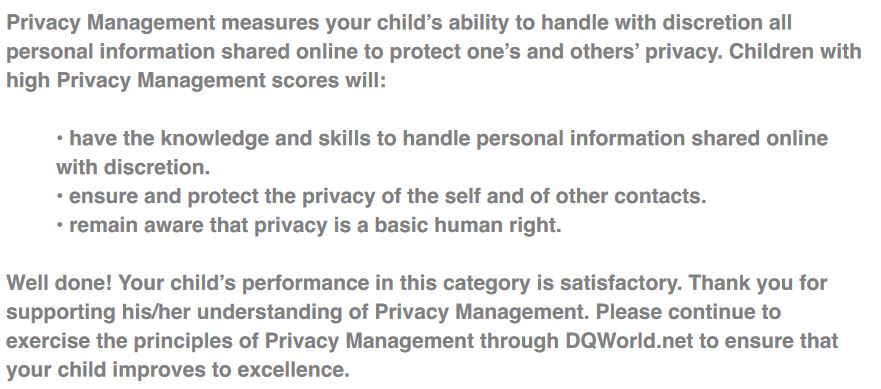 Privacy Management measures your child’s ability to handle with discretion all
personal information shared online to protect one’s and others’ privacy. Children with
high Privacy Management scores will:
• have the knowledge and skills to handle personal information shared online
with discretion.
• ensure and protect the privacy of the self and of other contacts.
• remain aware that privacy is a basic human right.
Well done! Your child’s performance in this category is satisfactory. Thank you for
supporting his/her understanding of Privacy Management. Please continue to
exercise the principles of Privacy Management through DQWorld.net to ensure that
your child improves to excellence.